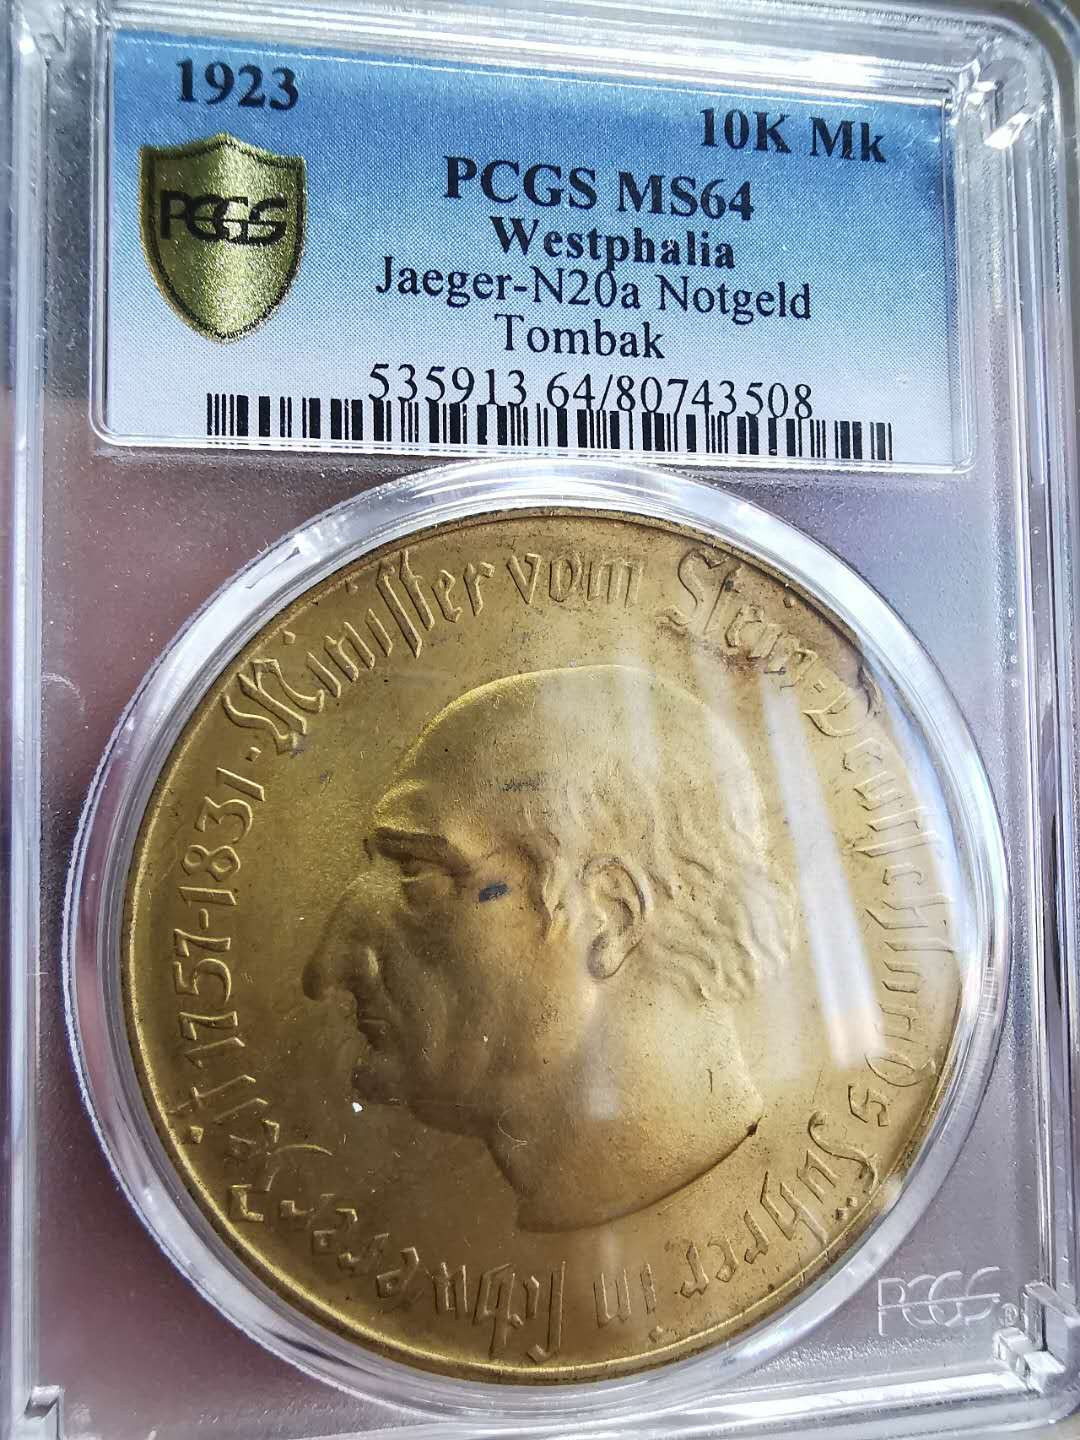 1923
10K Mk
PCGS
PCGS MS64
Westphalia
Jaeger-N20a Notgeld
Tombak
535913.64/80743508
·Minister vom Stein·Deutschlands Führer in schwerer Zeit·1757-1831
PCGS®